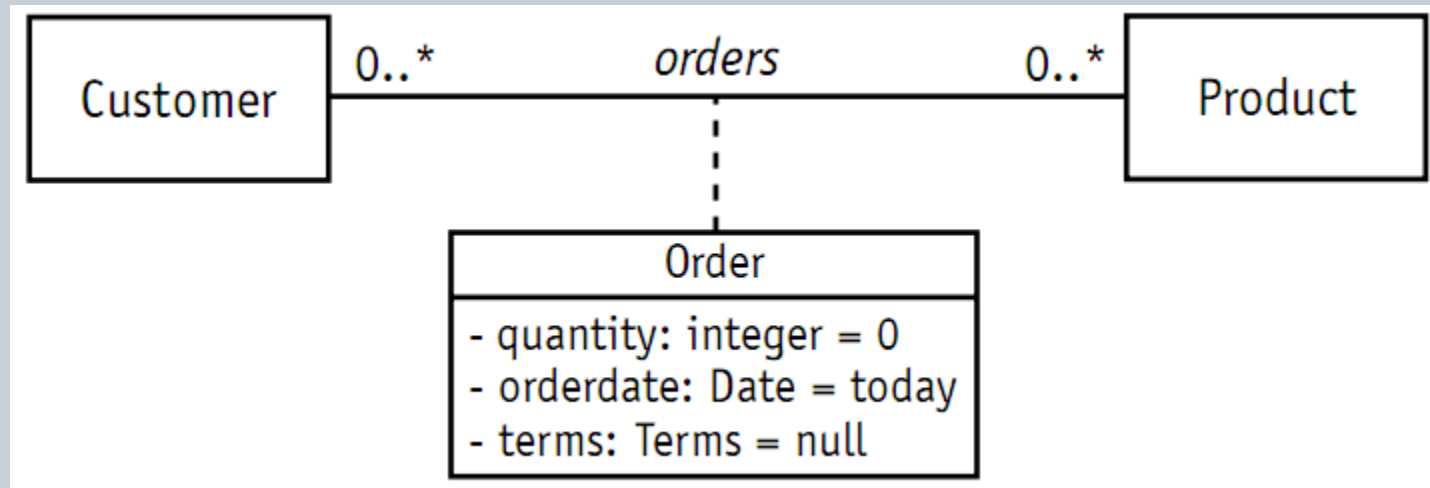 0..* orders 0..*
Customer Product
Order
- quantity: integer = 0
- orderdate: Date = today
- terms: Terms = null